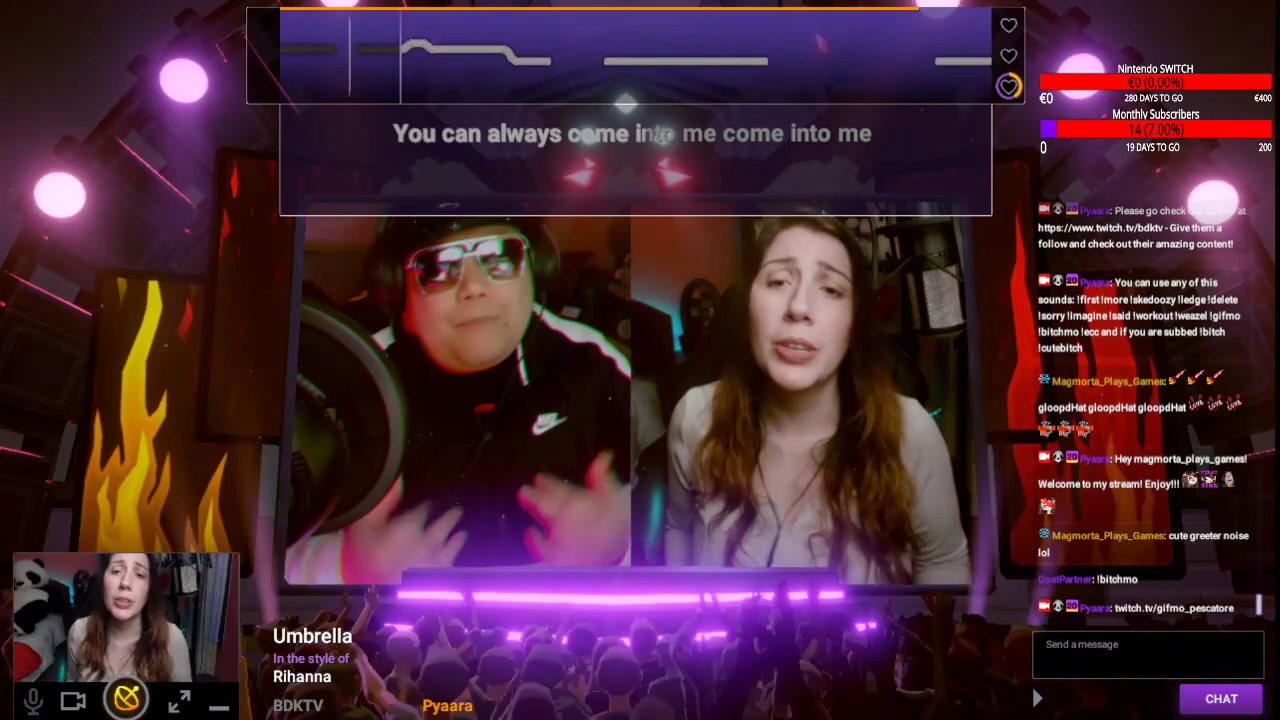 You can always come into me come into me
Nintendo SWITCH
€0 (0.00%)
€0 280 DAYS TO GO €400
Monthly Subscribers
14 (7.00%)
0 19 DAYS TO GO 200
Pyaara: Please go check at
https://www.twitch.tv/bdktv - Give them a
follow and check out their amazing content!
Pyaara: You can use any of this
sounds: !first !more !skedoozy !ledge !delete
!sorry !imagine !said !workout !weazel !gifmo
!bitchmo !ecc and if you are subbed !bitch
!cutebitch
Magmorta_Plays_Games:
gloopdHat gloopdHat gloopdHat
Pyaara: Hey magmorta_plays_games!
Welcome to my stream! Enjoy!!!
Magmorta_Plays_Games: cute greeter noise
lol
DuetPartner: !bitchmo
Pyaara: twitch.tv/gifmo_pescatore
Send a message
CHAT
NIKE
Umbrella
In the style of
Rihanna
BDKTV Pyaara